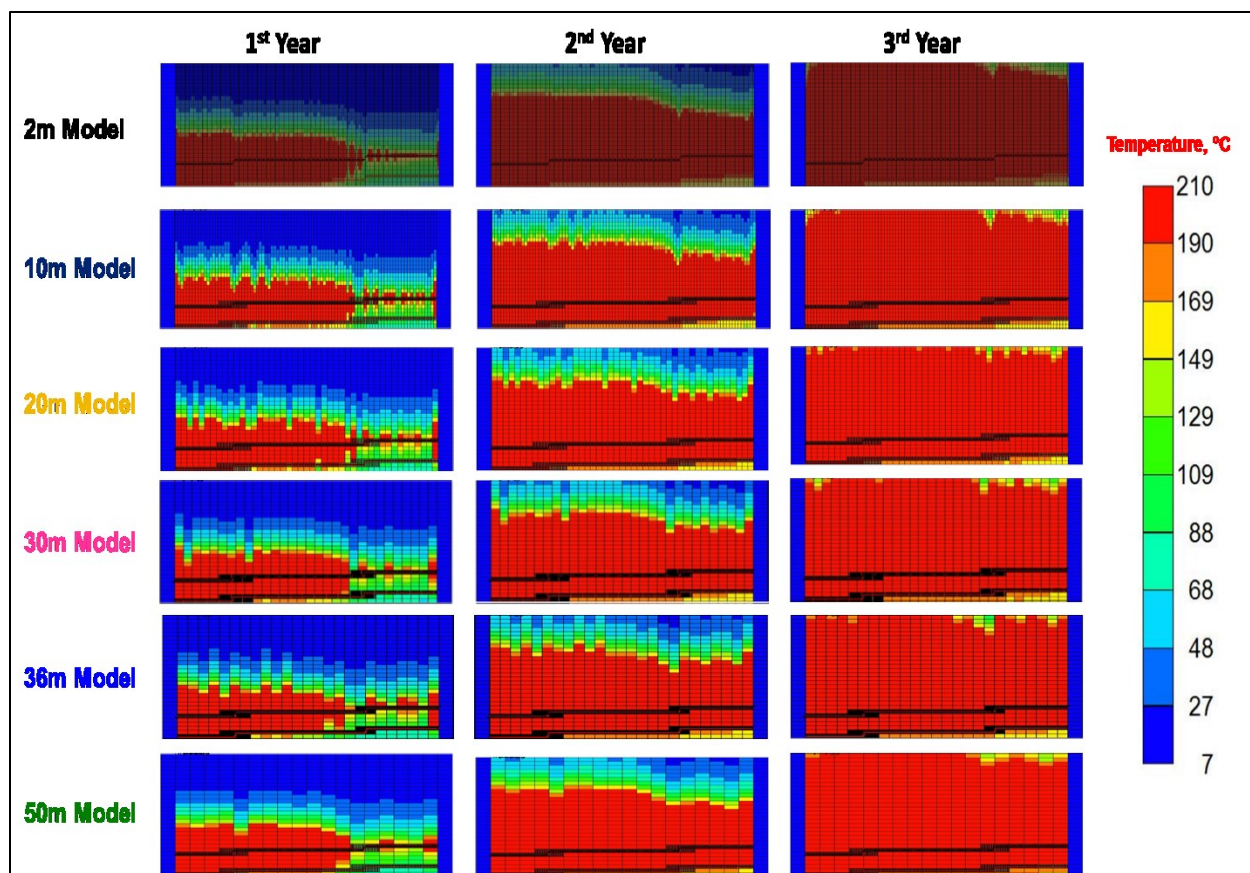 1st Year 2nd Year 3rd Year
2m Model
10m Model
20m Model
30m Model
36m Model
50m Model
Temperature, ºC
210
190
169
149
129
109
88
68
48
27
7